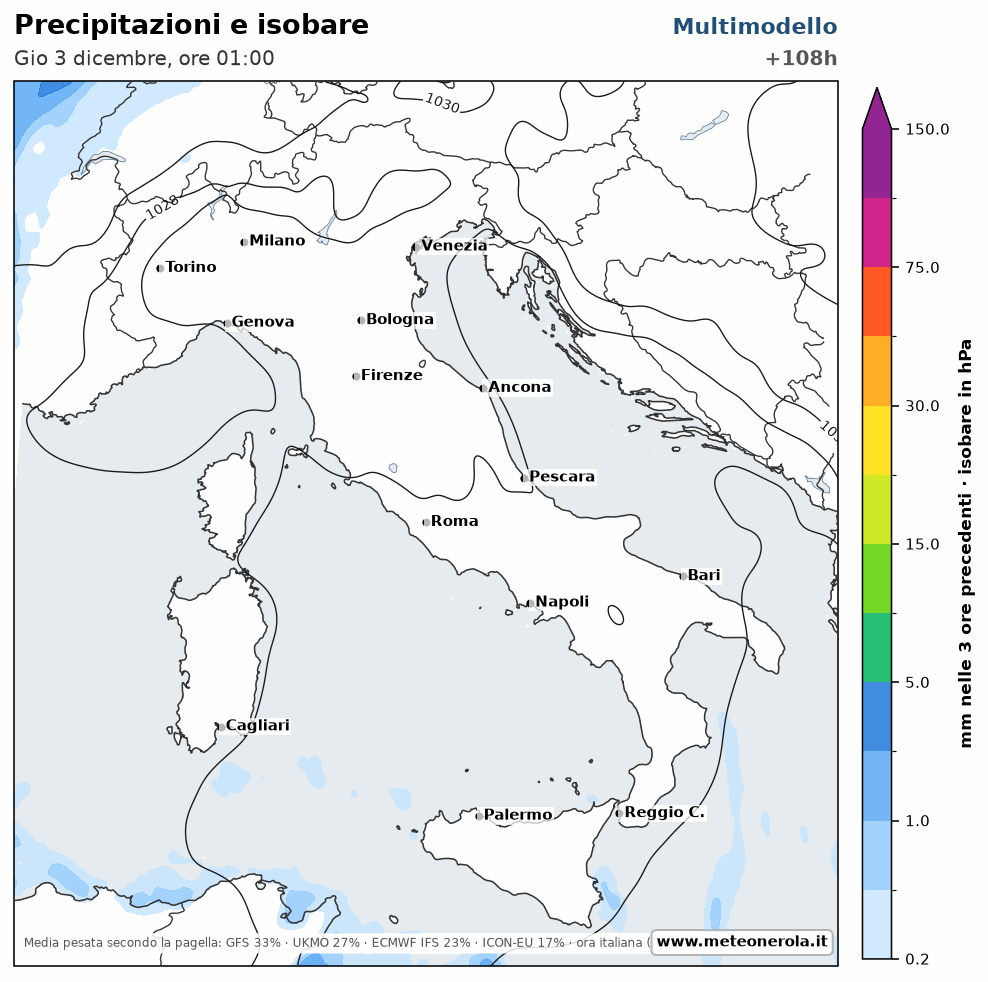 Precipitazioni e isobare
Multimodello
Gio 3 dicembre, ore 01:00
+108h
1030
150.0
1028
Milano
Venezia
Torino
75.0
Genova
Bologna
Firenze
Ancona
30.0
Pescara
Roma
15.0
Bari
Napoli
5.0
Cagliari
Palermo
Reggio C.
1.0
mm nelle 3 ore precedenti · isobare in hPa
Media pesata secondo la pagella: GFS 33% · UKMO 27% · ECMWF IFS 23% · ICON-EU 17% · ora italiana (
www.meteonerola.it
0.2